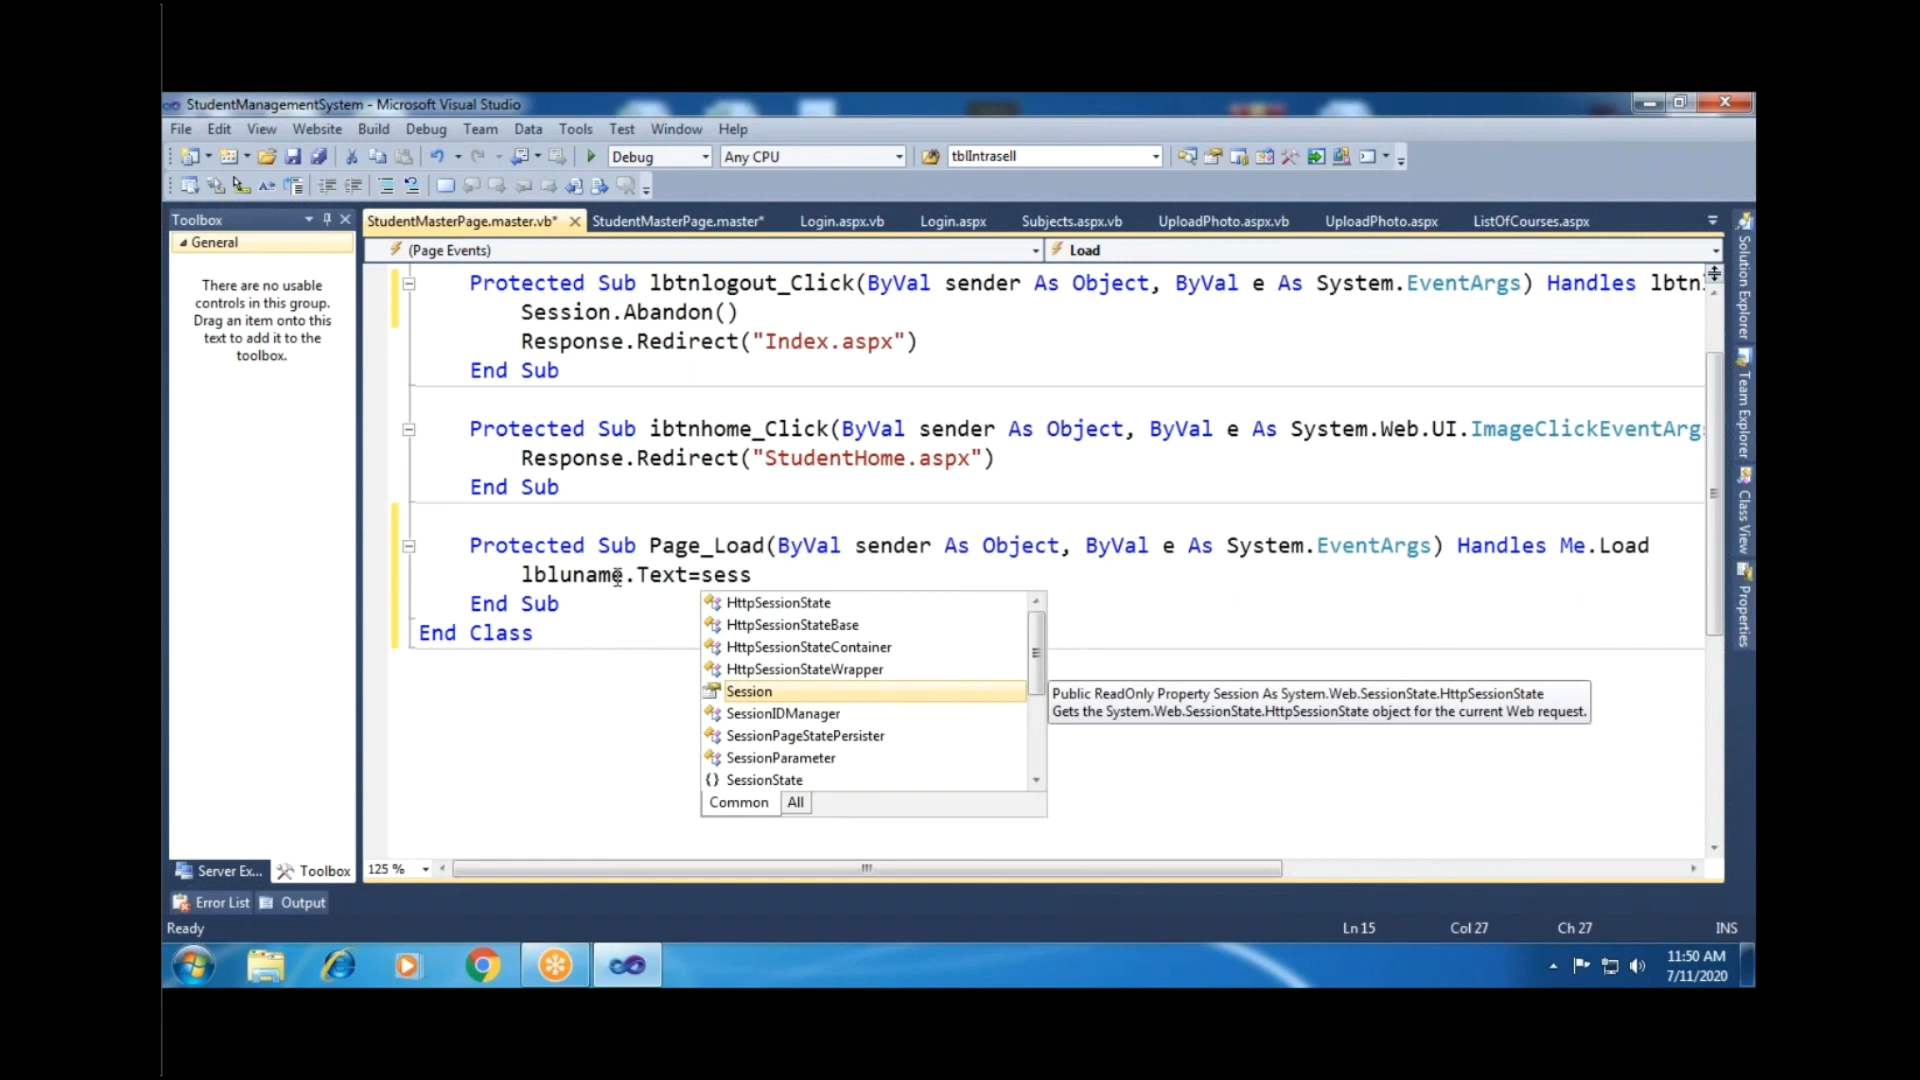 StudentManagementSystem - Microsoft Visual Studio
File Edit View Website Build Debug Team Data Tools Test Window Help
Debug Any CPU tblIntrasell
Toolbox
General
There are no usable
controls in this group.
Drag an item onto this
text to add it to the
toolbox.
StudentMasterPage.master.vb* StudentMasterPage.master* Login.aspx.vb Login.aspx Subjects.aspx.vb UploadPhoto.aspx.vb UploadPhoto.aspx ListOfCourses.aspx
(Page Events) Load
Protected Sub lbtnlogout_Click(ByVal sender As Object, ByVal e As System.EventArgs) Handles lbtnl
Session.Abandon()
Response.Redirect("Index.aspx")
End Sub
Protected Sub ibtnhome_Click(ByVal sender As Object, ByVal e As System.Web.UI.ImageClickEventArgs
Response.Redirect("StudentHome.aspx")
End Sub
Protected Sub Page_Load(ByVal sender As Object, ByVal e As System.EventArgs) Handles Me.Load
lbluname.Text=sess
End Sub
End Class
HttpSessionState
HttpSessionStateBase
HttpSessionStateContainer
HttpSessionStateWrapper
Session
SessionIDManager
SessionPageStatePersister
SessionParameter
{} SessionState
Common All
Public ReadOnly Property Session As System.Web.SessionState.HttpSessionState
Gets the System.Web.SessionState.HttpSessionState object for the current Web request.
Solution Explorer
Team Explorer
Class View
Properties
Server Ex... Toolbox
125 %
Error List Output
Ready Ln 15 Col 27 Ch 27 INS
11:50 AM
7/11/2020